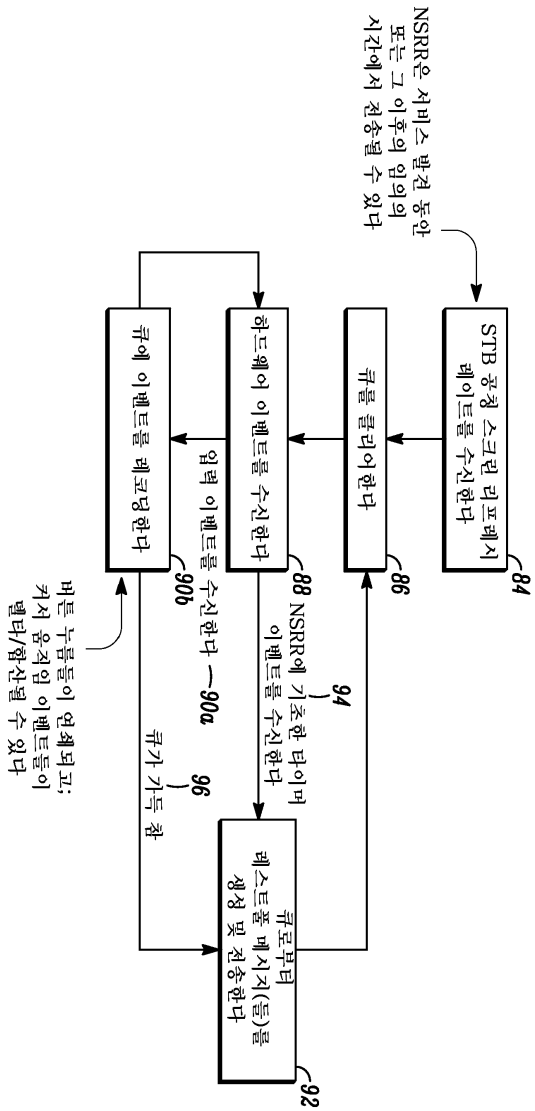 NSRR은 서비스 발견 동안
또는 그 이후의 임의의
시간에서 전송될 수 있다
STB 공칭 스크린 리프레시
레이트를 수신한다
84
큐를 클리어한다
86
하드웨어 이벤트를 수신한다
88
NSRR에 기초한 타이머
이벤트를 수신한다
94
입력 이벤트를 수신한다
90a
큐에 이벤트를 레코딩한다
90b
버튼 누름들이 연쇄되고;
커서 움직임 이벤트들이
델타/합산될 수 있다
큐가 가득 참
96
큐로부터
레스트풀 메시지(들)를
생성 및 전송한다
92